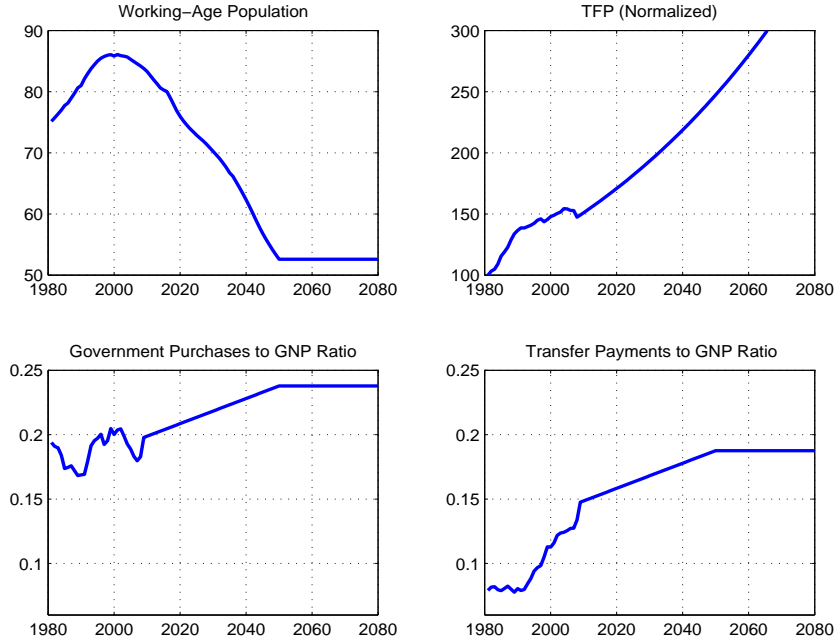 Working-Age Population
90
80
70
60
50
1980 2000 2020 2040 2060 2080
TFP (Normalized)
300
250
200
150
100
1980 2000 2020 2040 2060 2080
Government Purchases to GNP Ratio
0.25
0.2
0.15
0.1
1980 2000 2020 2040 2060 2080
Transfer Payments to GNP Ratio
0.25
0.2
0.15
0.1
1980 2000 2020 2040 2060 2080